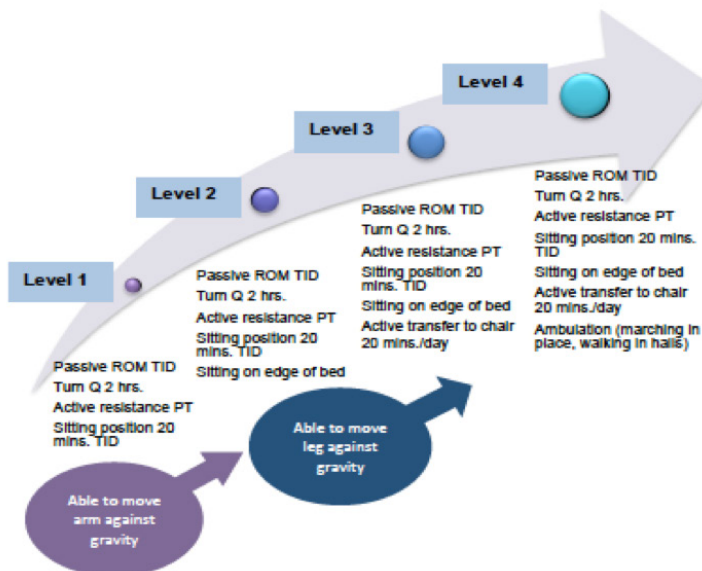 Level 1
Passive ROM TID
Turn Q 2 hrs.
Active resistance PT
Sitting position 20
mins. TID
Level 2
Passive ROM TID
Turn Q 2 hrs.
Active resistance PT
Sitting position 20
mins. TID
Sitting on edge of bed
Level 3
Passive ROM TID
Turn Q 2 hrs.
Active resistance PT
Sitting position 20
mins. TID
Sitting on edge of bed
Active transfer to chair
20 mins./day
Level 4
Passive ROM TID
Turn Q 2 hrs.
Active resistance PT
Sitting position 20 mins.
TID
Sitting on edge of bed
Active transfer to chair
20 mins./day
Ambulation (marching in
place, walking in halls)
Able to move
arm against
gravity
Able to move
leg against
gravity